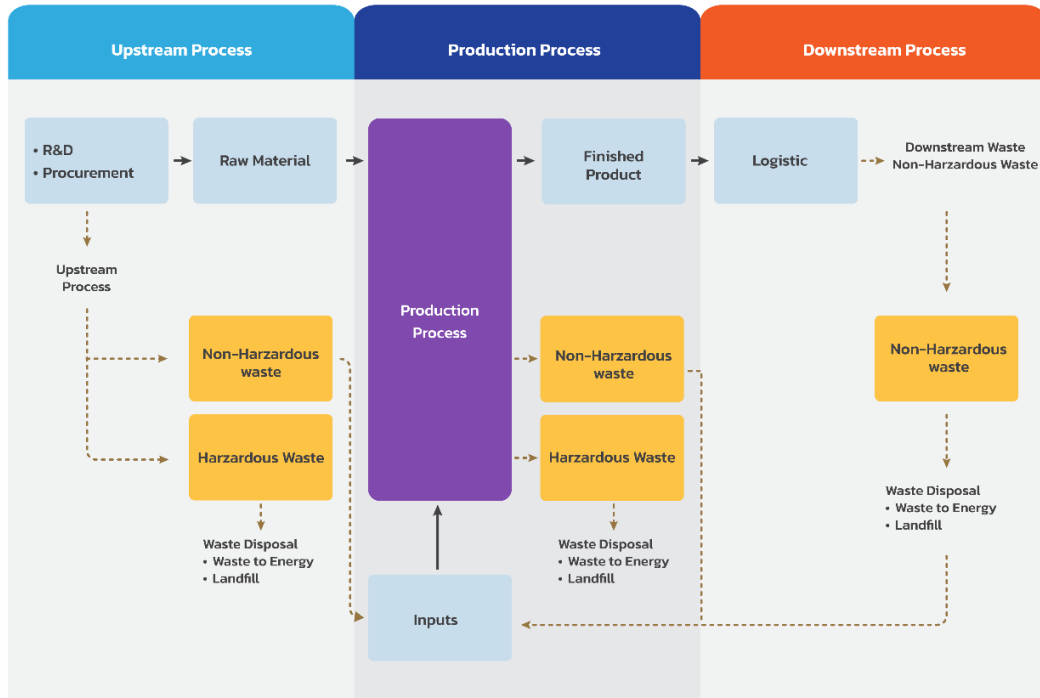 Upstream Process
Production Process
Downstream Process
• R&D
• Procurement
Raw Material
Finished
Product
Logistic
Downstream Waste
Non-Harzardous Waste
Upstream
Process
Production
Process
Non-Harzardous
waste
Non-Harzardous
waste
Non-Harzardous
waste
Harzardous Waste
Harzardous Waste
Waste Disposal
• Waste to Energy
• Landfill
Waste Disposal
• Waste to Energy
• Landfill
Waste Disposal
• Waste to Energy
• Landfill
Inputs